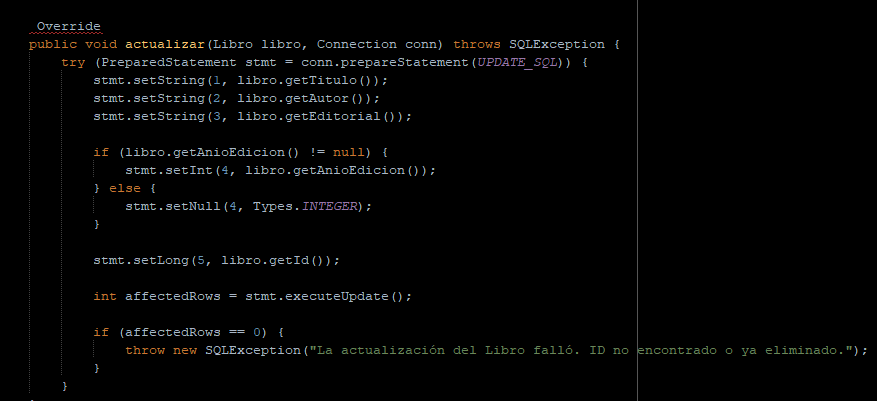 Override
public void actualizar(Libro libro, Connection conn) throws SQLException {
try (PreparedStatement stmt = conn.prepareStatement(UPDATE_SQL)) {
stmt.setString(1, libro.getTitulo());
stmt.setString(2, libro.getAutor());
stmt.setString(3, libro.getEditorial());
if (libro.getAnioEdicion() != null) {
stmt.setInt(4, libro.getAnioEdicion());
} else {
stmt.setNull(4, Types.INTEGER);
}
stmt.setLong(5, libro.getId());
int affectedRows = stmt.executeUpdate();
if (affectedRows == 0) {
throw new SQLException("La actualización del Libro falló. ID no encontrado o ya eliminado.");
}
}